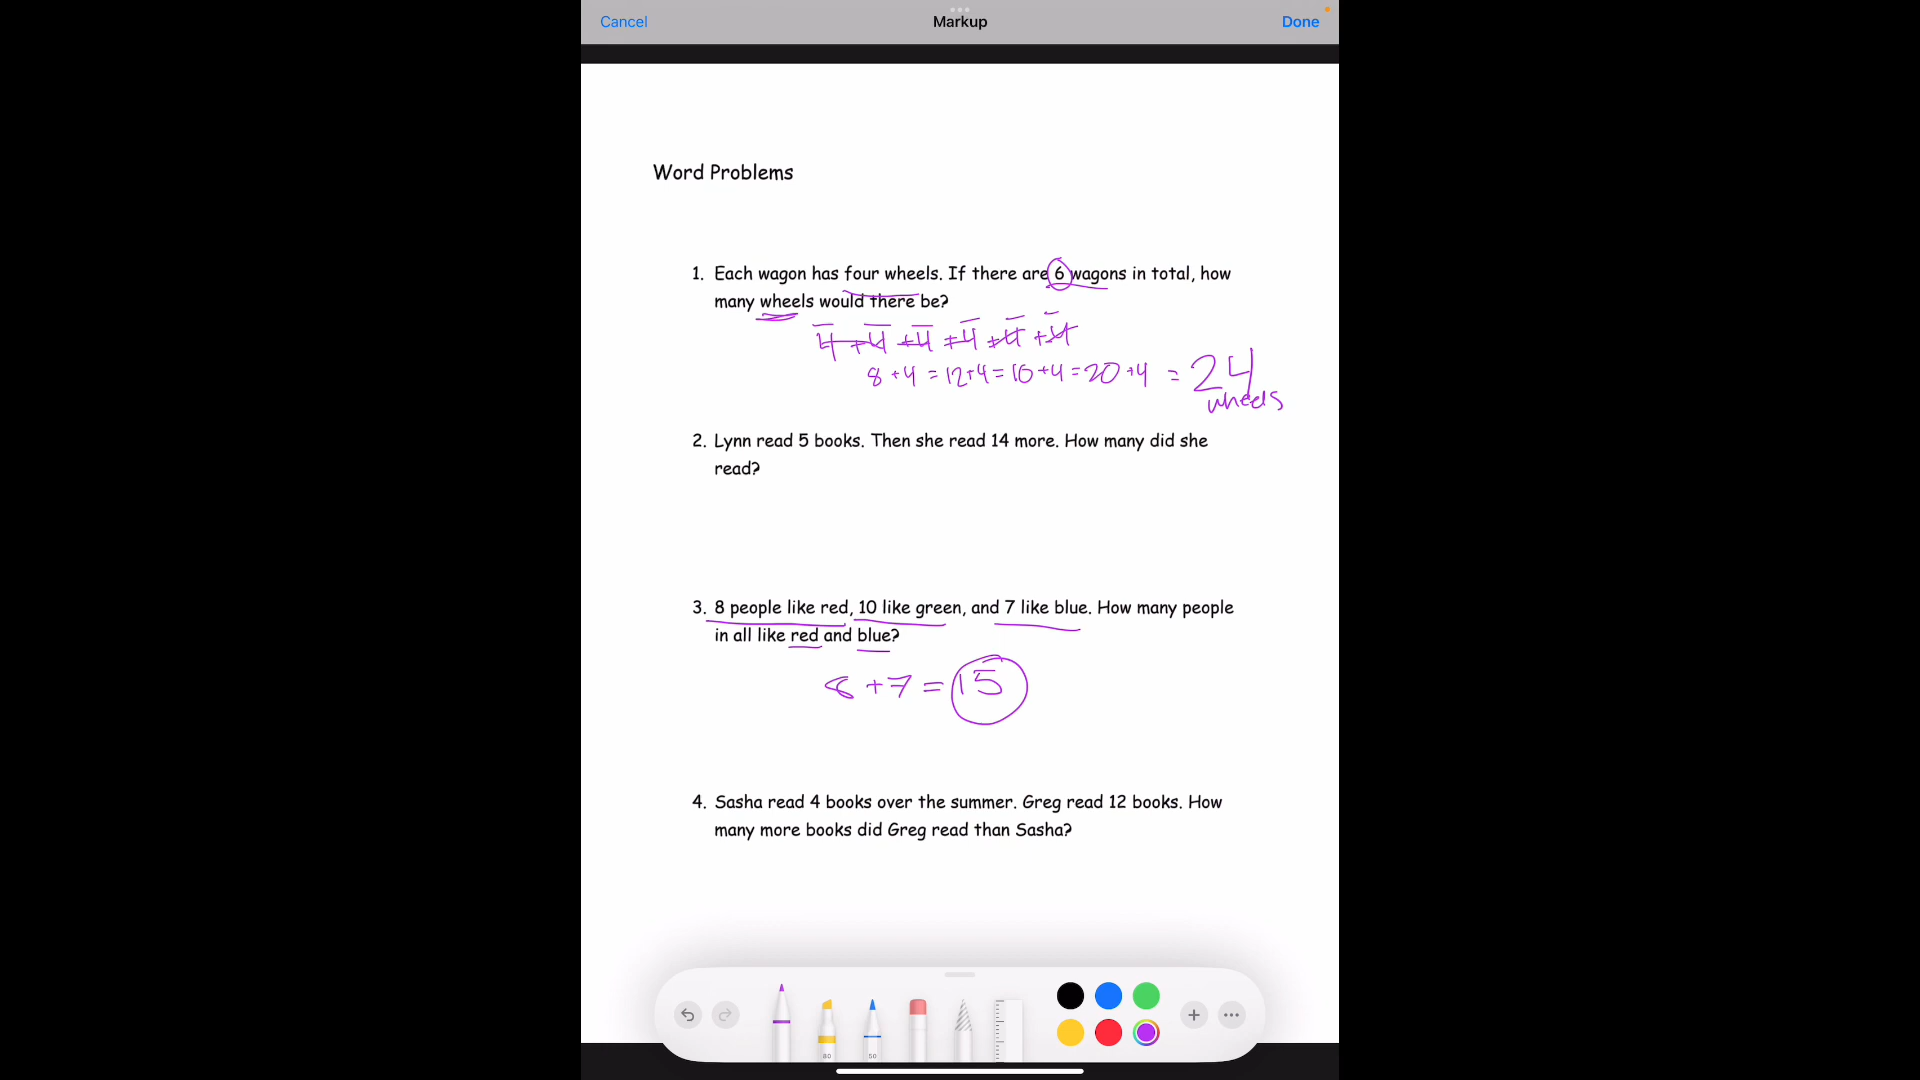 Cancel
Markup
Done
Word Problems
1. Each wagon has four wheels. If there are 6 wagons in total, how
many wheels would there be?
4 + 4 + 4 + 4 + 4 + 4
8 + 4 = 12 + 4 = 16 + 4 = 20 + 4 = 24
wheels
2. Lynn read 5 books. Then she read 14 more. How many did she
read?
3. 8 people like red, 10 like green, and 7 like blue. How many people
in all like red and blue?
8 + 7 = 15
4. Sasha read 4 books over the summer. Greg read 12 books. How
many more books did Greg read than Sasha?
80
50